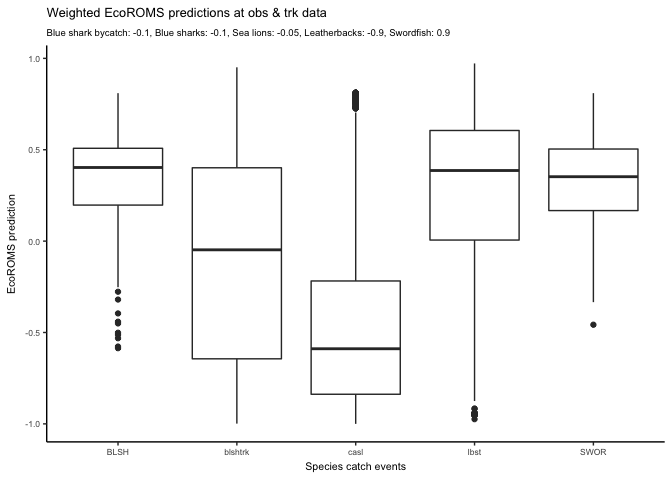 Weighted EcoROMS predictions at obs & trk data
Blue shark bycatch: -0.1, Blue sharks: -0.1, Sea lions: -0.05, Leatherbacks: -0.9, Swordfish: 0.9
1.0
0.5
0.0
-0.5
-1.0
EcoROMS prediction
BLSH blshtrk casl lbst SWOR
Species catch events